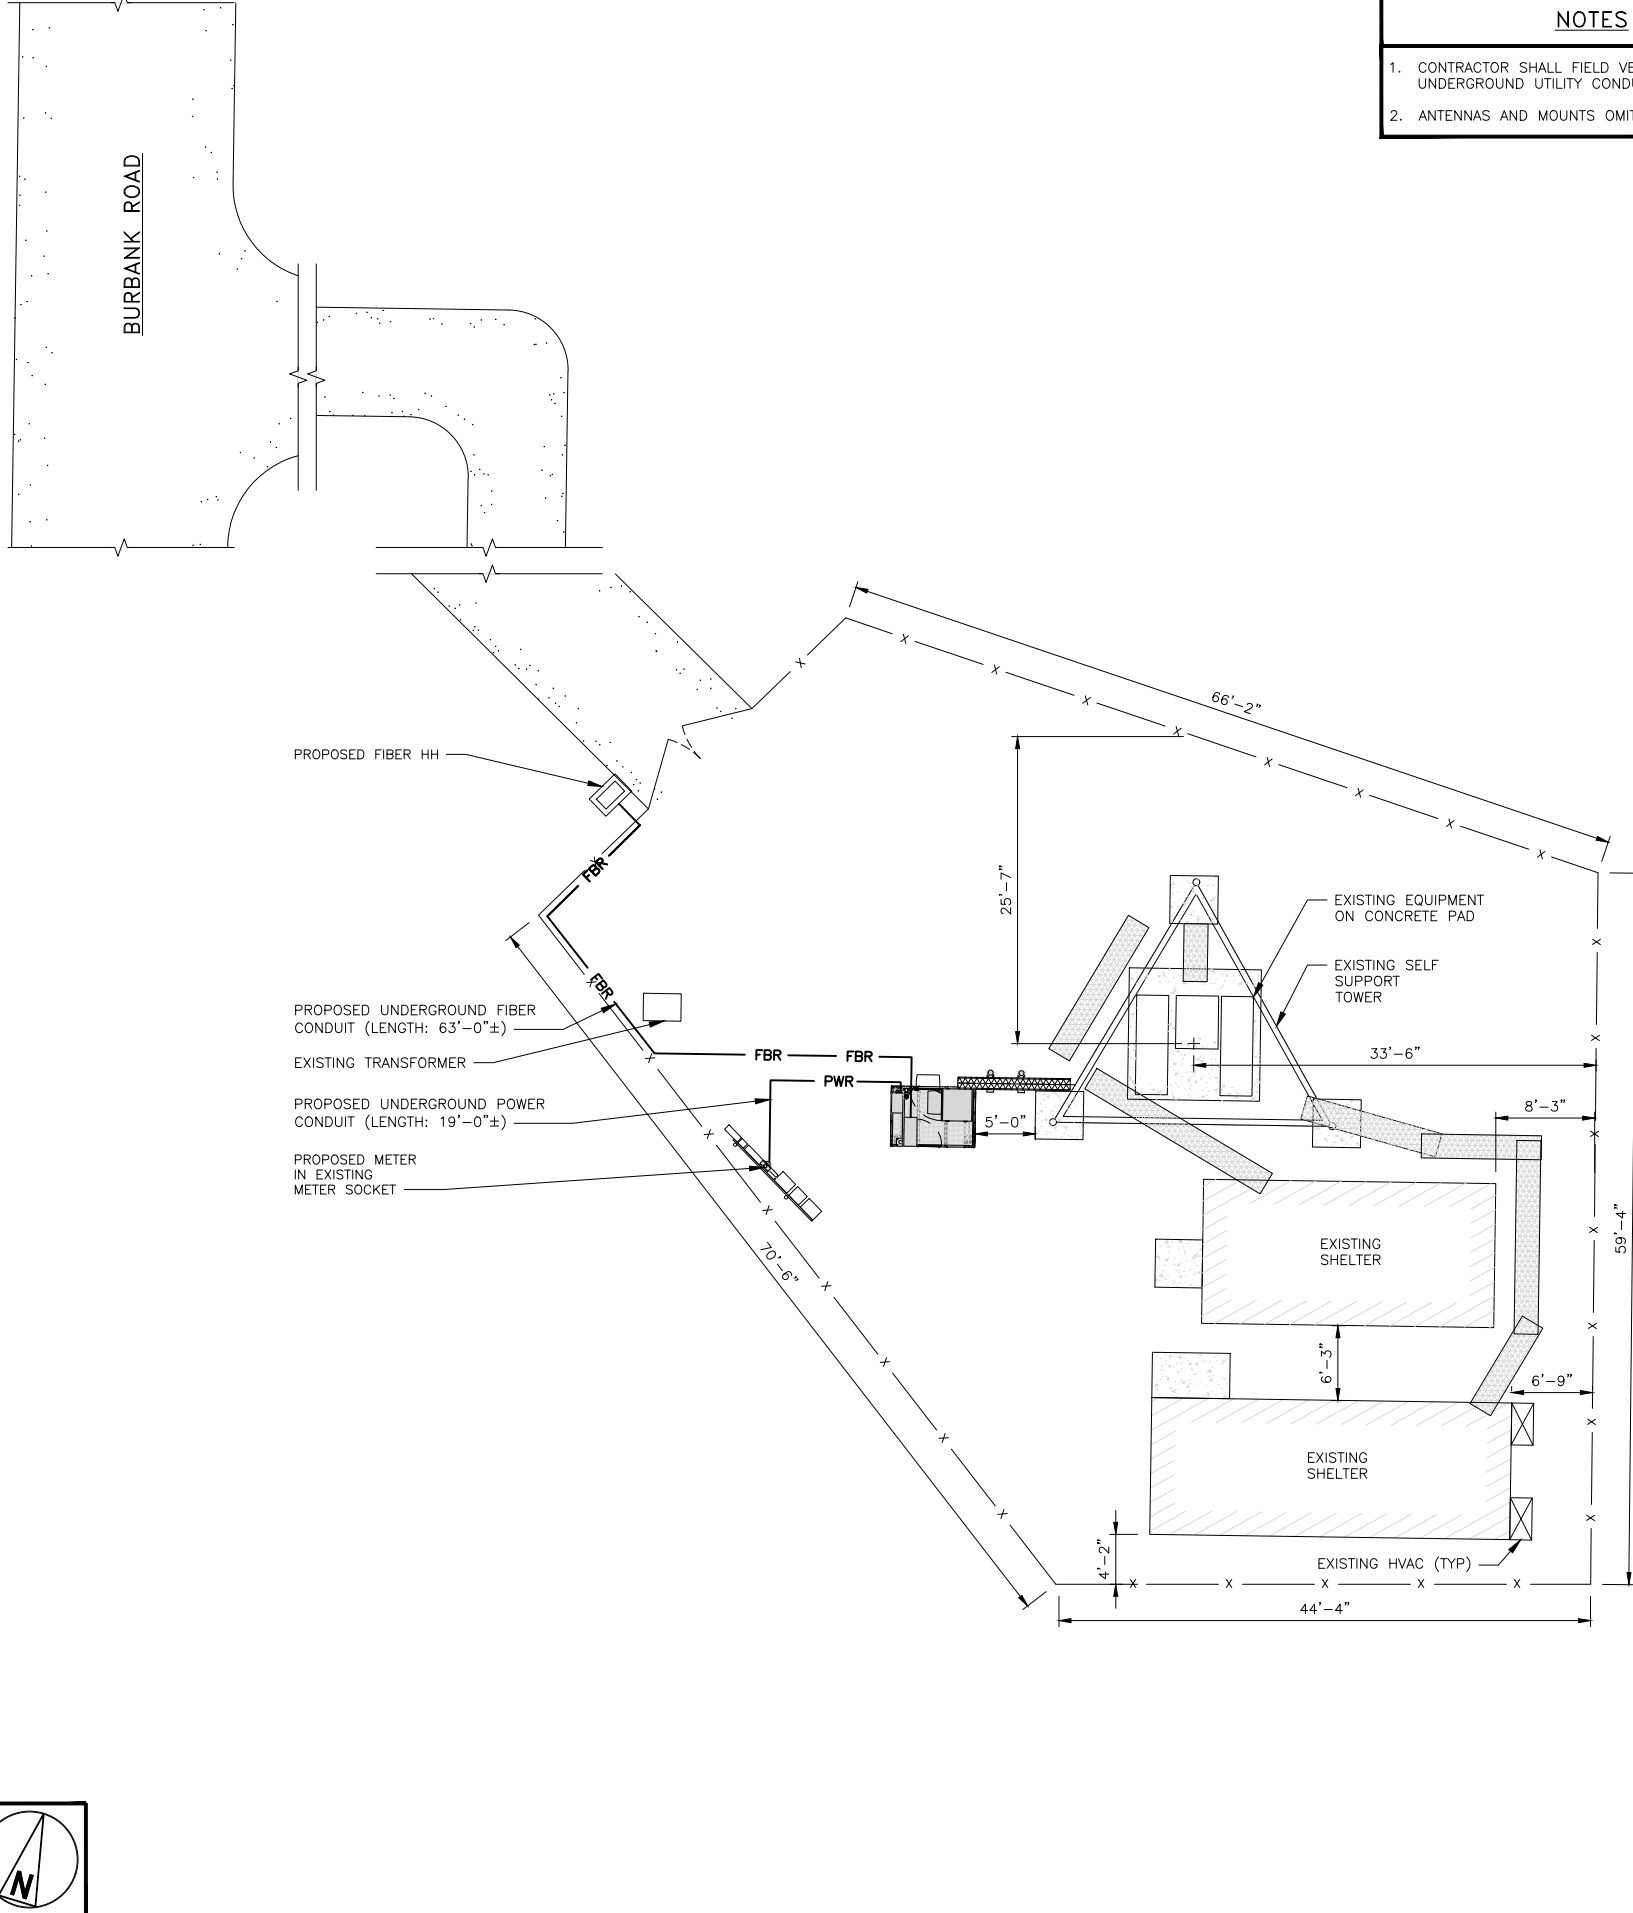 NOTES
1. CONTRACTOR SHALL FIELD
UNDERGROUND UTILITY
2. ANTENNAS AND MOUNTS
BURBANK ROAD
66'-2"
PROPOSED FIBER HH
FBR
25'-7"
EXISTING EQUIPMENT
ON CONCRETE PAD
EXISTING SELF
SUPPORT
TOWER
FBR
PROPOSED UNDERGROUND FIBER
CONDUIT (LENGTH: 63'-0"±)
EXISTING TRANSFORMER
FBR
FBR
33'-6"
PWR
PROPOSED UNDERGROUND POWER
CONDUIT (LENGTH: 19'-0"±)
5'-0"
8'-3"
PROPOSED METER
IN EXISTING
METER SOCKET
59'-4"
EXISTING
SHELTER
70'-6"
6'-3"
6'-9"
EXISTING
SHELTER
4'-2"
EXISTING HVAC (TYP)
44'-4"
N